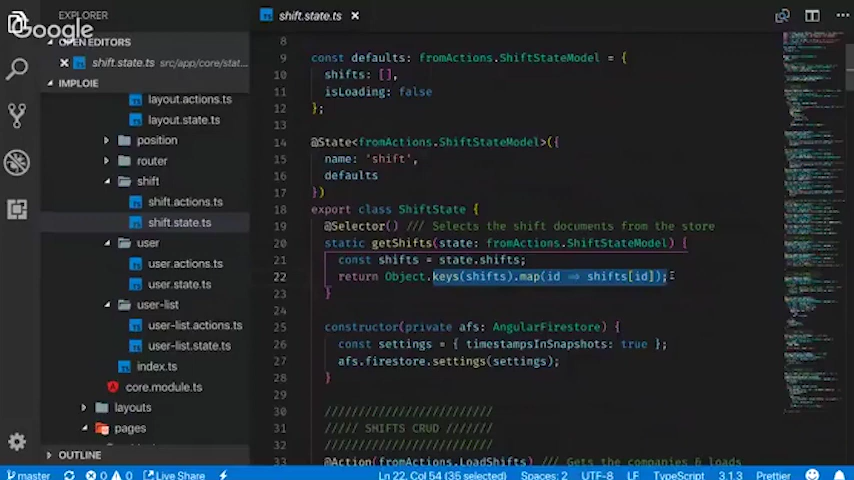 EXPLORER
shift.state.ts ×
Google
OPEN EDITORS
× shift.state.ts src/app/core/stat...
IMPLOIE
layout.actions.ts
layout.state.ts
position
router
shift
shift.actions.ts
shift.state.ts
user
user.actions.ts
user.state.ts
user-list
user-list.actions.ts
user-list.state.ts
index.ts
core.module.ts
layouts
pages
OUTLINE
8
9 const defaults: fromActions.ShiftStateModel = {
10 shifts: [],
11 isLoading: false
12 };
13
14 @State<fromActions.ShiftStateModel>({
15 name: 'shift',
16 defaults
17 })
18 export class ShiftState {
19 @Selector() /// Selects the shift documents from the store
20 static getShifts(state: fromActions.ShiftStateModel) {
21 const shifts = state.shifts;
22 return Object.keys(shifts).map(id => shifts[id]);
23 }
24
25 constructor(private afs: AngularFirestore) {
26 const settings = { timestampsInSnapshots: true };
27 afs.firestore.settings(settings);
28 }
29
30 /////////////////////////
31 ///// SHIFTS CRUD ///////
32 /////////////////////////
33 @Action(fromActions.LoadShifts) /// Gets the companies & loads
master 0 0 Live Share Ln 22, Col 54 (35 selected) Spaces: 2 UTF-8 LF TypeScript 3.1.3 Prettier